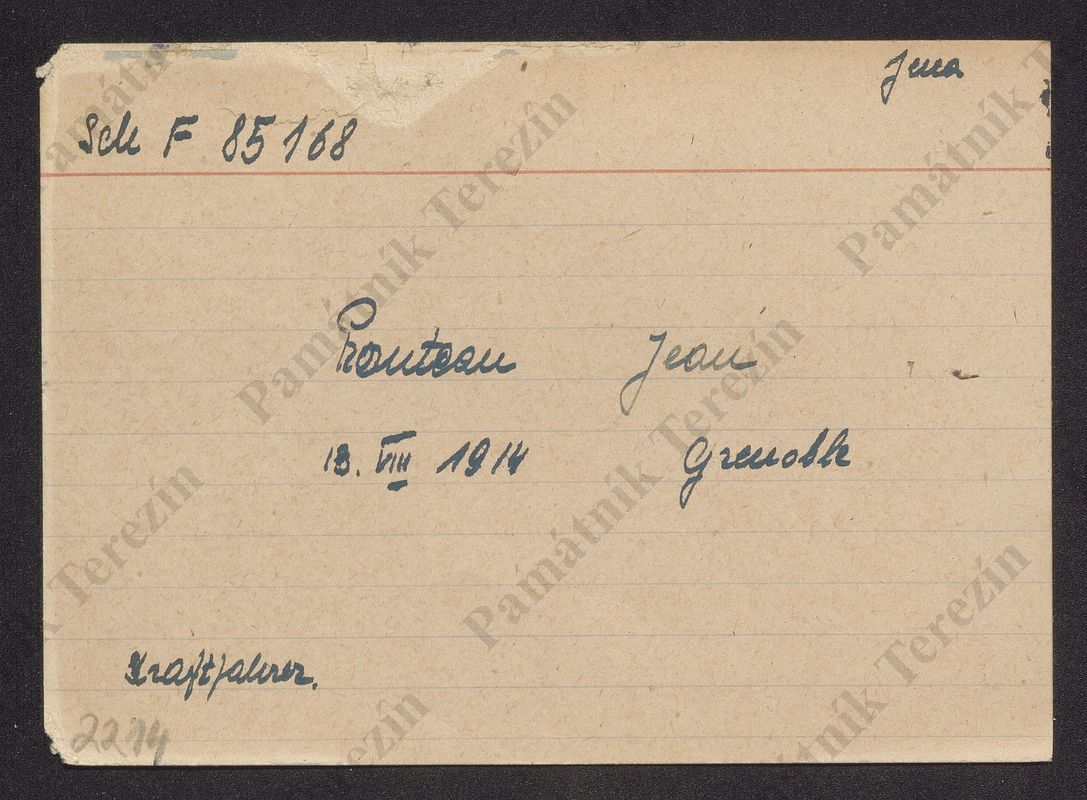 Jena
Sch F 85168
Prouteau Jean
13. VIII 1914 Grenoble
Kraftfahrer.
2214
Památník Terezín